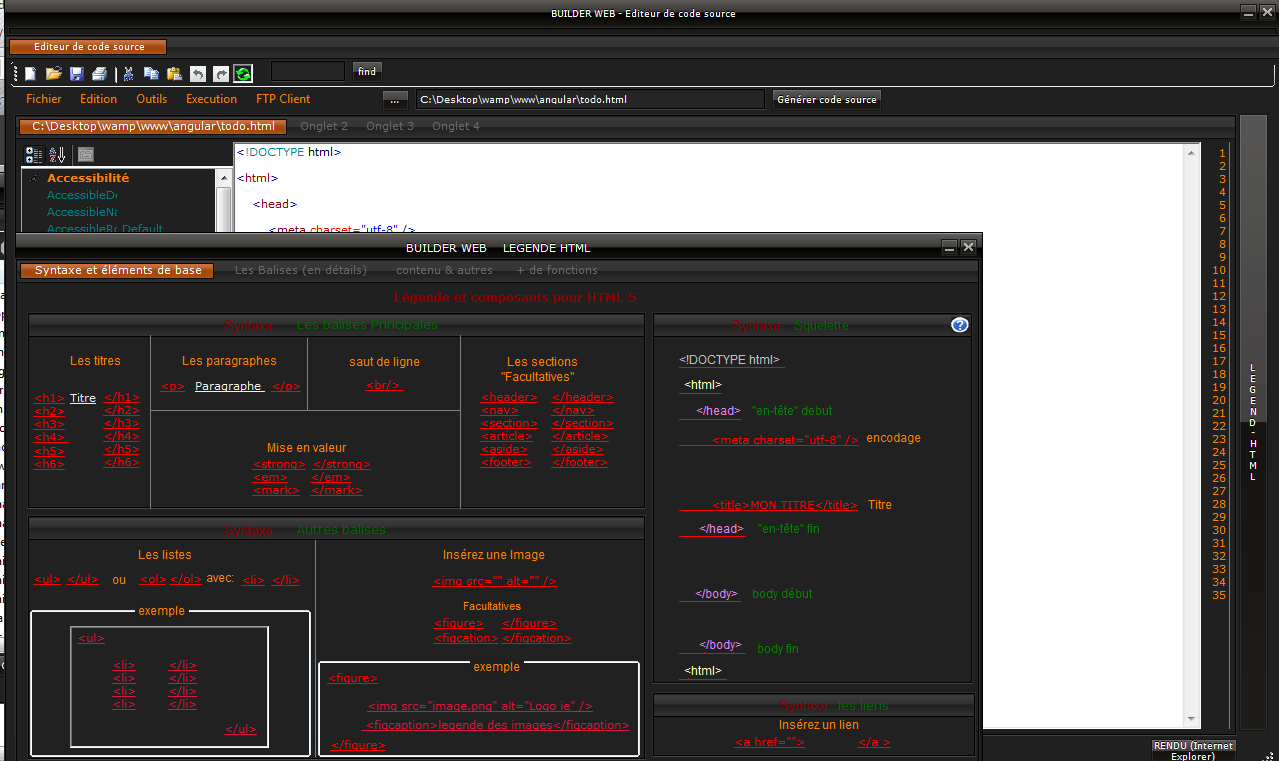 BUILDER WEB - Editeur de code source
Editeur de code source
find
Fichier Edition Outils Execution FTP Client ... C:\Desktop\wamp\www\angular\todo.html Générer code source
C:\Desktop\wamp\www\angular\todo.html Onglet 2 Onglet 3 Onglet 4
<!DOCTYPE html>
<html>
<head>
<meta charset="utf-8" />
Accessibilité
AccessibleDe
AccessibleNa
AccessibleRo Default
BUILDER WEB LEGENDE HTML
Syntaxe et éléments de base Les Balises (en détails) contenu & autres + de fonctions
Légende et composants pour HTML 5
Syntaxe Les balises Principales
Les titres
<h1> Titre </h1>
<h2> </h2>
<h3> </h3>
<h4> </h4>
<h5> </h5>
<h6> </h6>
Les paragraphes
<p> Paragraphe </p>
saut de ligne
<br/>
Mise en valeur
<strong> </strong>
<em> </em>
<mark> </mark>
Les sections
"Facultatives"
<header> </header>
<nav> </nav>
<section> </section>
<article> </article>
<aside> </aside>
<footer> </footer>
Syntaxe Squelette
<!DOCTYPE html>
<html>
</head> "en-tête" debut
<meta charset="utf-8" /> encodage
<title>MON TITRE</title> Titre
</head> "en-tête" fin
</body> body début
</body> body fin
<html>
Syntaxe Autres balises
Les listes
<ul> </ul> ou <ol> </ol> avec: <li> </li>
exemple
<ul>
<li> </li>
<li> </li>
<li> </li>
<li> </li>
</ul>
Insérez une Image
<img src="" alt="" />
Facultatives
<figure> </figure>
<figcation> </figcation>
exemple
<figure>
<img src="image.png" alt="Logo ie" />
<figcaption>legende des images</figcaption>
</figure>
Syntaxe les liens
Insérez un lien
<a href=""> </a >
1
2
3
4
5
6
7
8
9
10
11
12
13
14
15
16
17
18
19
20
21
22
23
24
25
26
27
28
29
30
31
32
33
34
35
LEGEND-HTML
RENDU (Internet
Explorer)